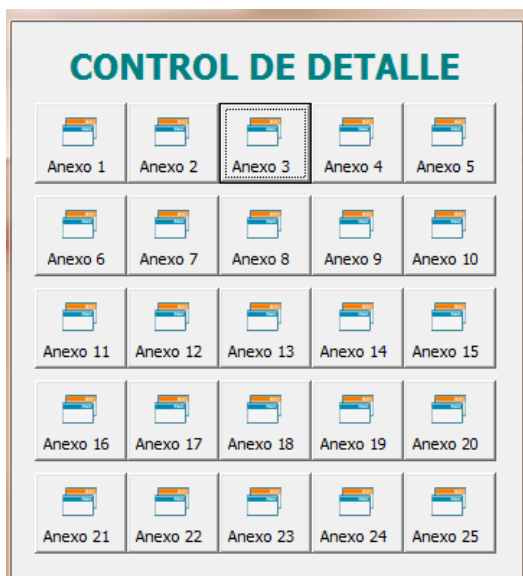 CONTROL DE DETALLE
Anexo 1 Anexo 2 Anexo 3 Anexo 4 Anexo 5
Anexo 6 Anexo 7 Anexo 8 Anexo 9 Anexo 10
Anexo 11 Anexo 12 Anexo 13 Anexo 14 Anexo 15
Anexo 16 Anexo 17 Anexo 18 Anexo 19 Anexo 20
Anexo 21 Anexo 22 Anexo 23 Anexo 24 Anexo 25